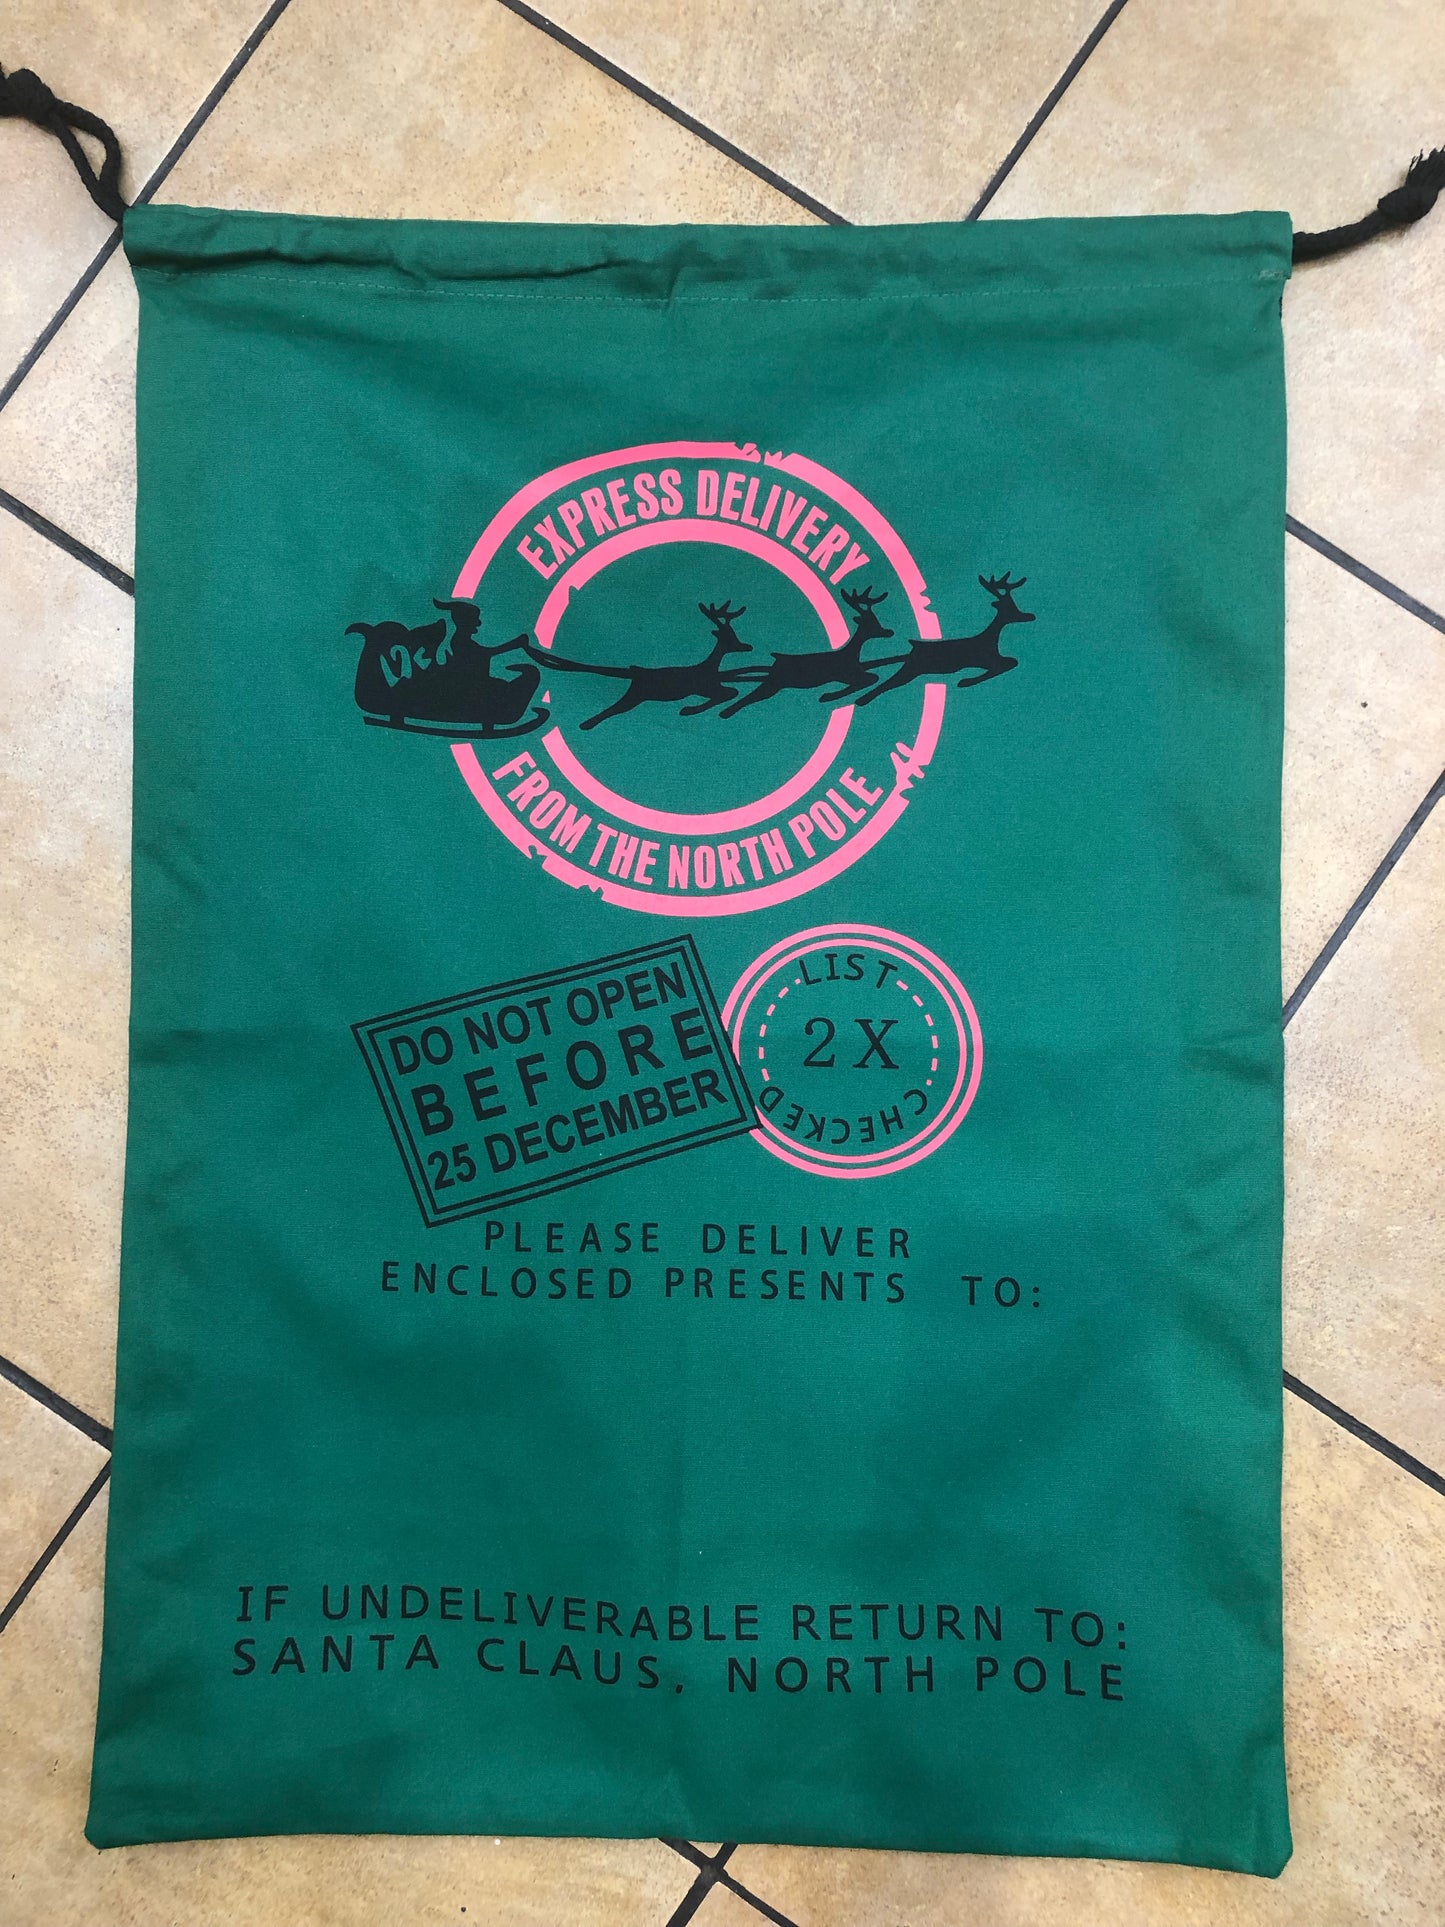 EXPRESS DELIVERY
FROM THE NORTH POLE
DO NOT OPEN
BEFORE
25 DECEMBER
LIST
2X
CHECKED
PLEASE DELIVER
ENCLOSED PRESENTS TO:
IF UNDELIVERABLE RETURN TO:
SANTA CLAUS, NORTH POLE